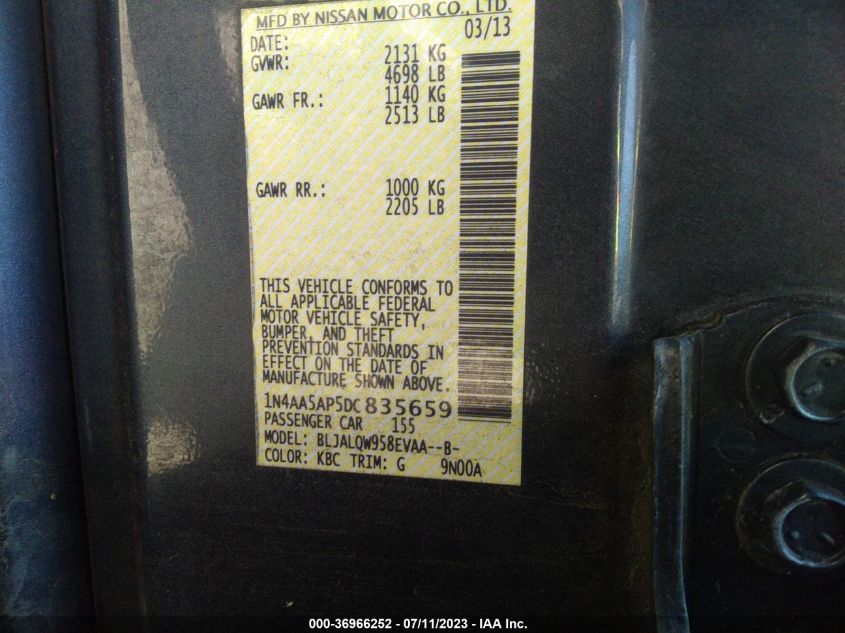 MFD BY NISSAN MOTOR CO., LTD.
DATE: 03/13
GVWR: 2131 KG
4698 LB
GAWR FR.: 1140 KG
2513 LB
GAWR RR.: 1000 KG
2205 LB
THIS VEHICLE CONFORMS TO
ALL APPLICABLE FEDERAL
MOTOR VEHICLE SAFETY,
BUMPER, AND THEFT
PREVENTION STANDARDS IN
EFFECT ON THE DATE OF
MANUFACTURE SHOWN ABOVE.
1N4AA5AP5DC835659
PASSENGER CAR 155
MODEL: BLJALQW958EVAA--B-
COLOR: KBC TRIM: G 9N00A
000-36966252 - 07/11/2023 - IAA Inc.